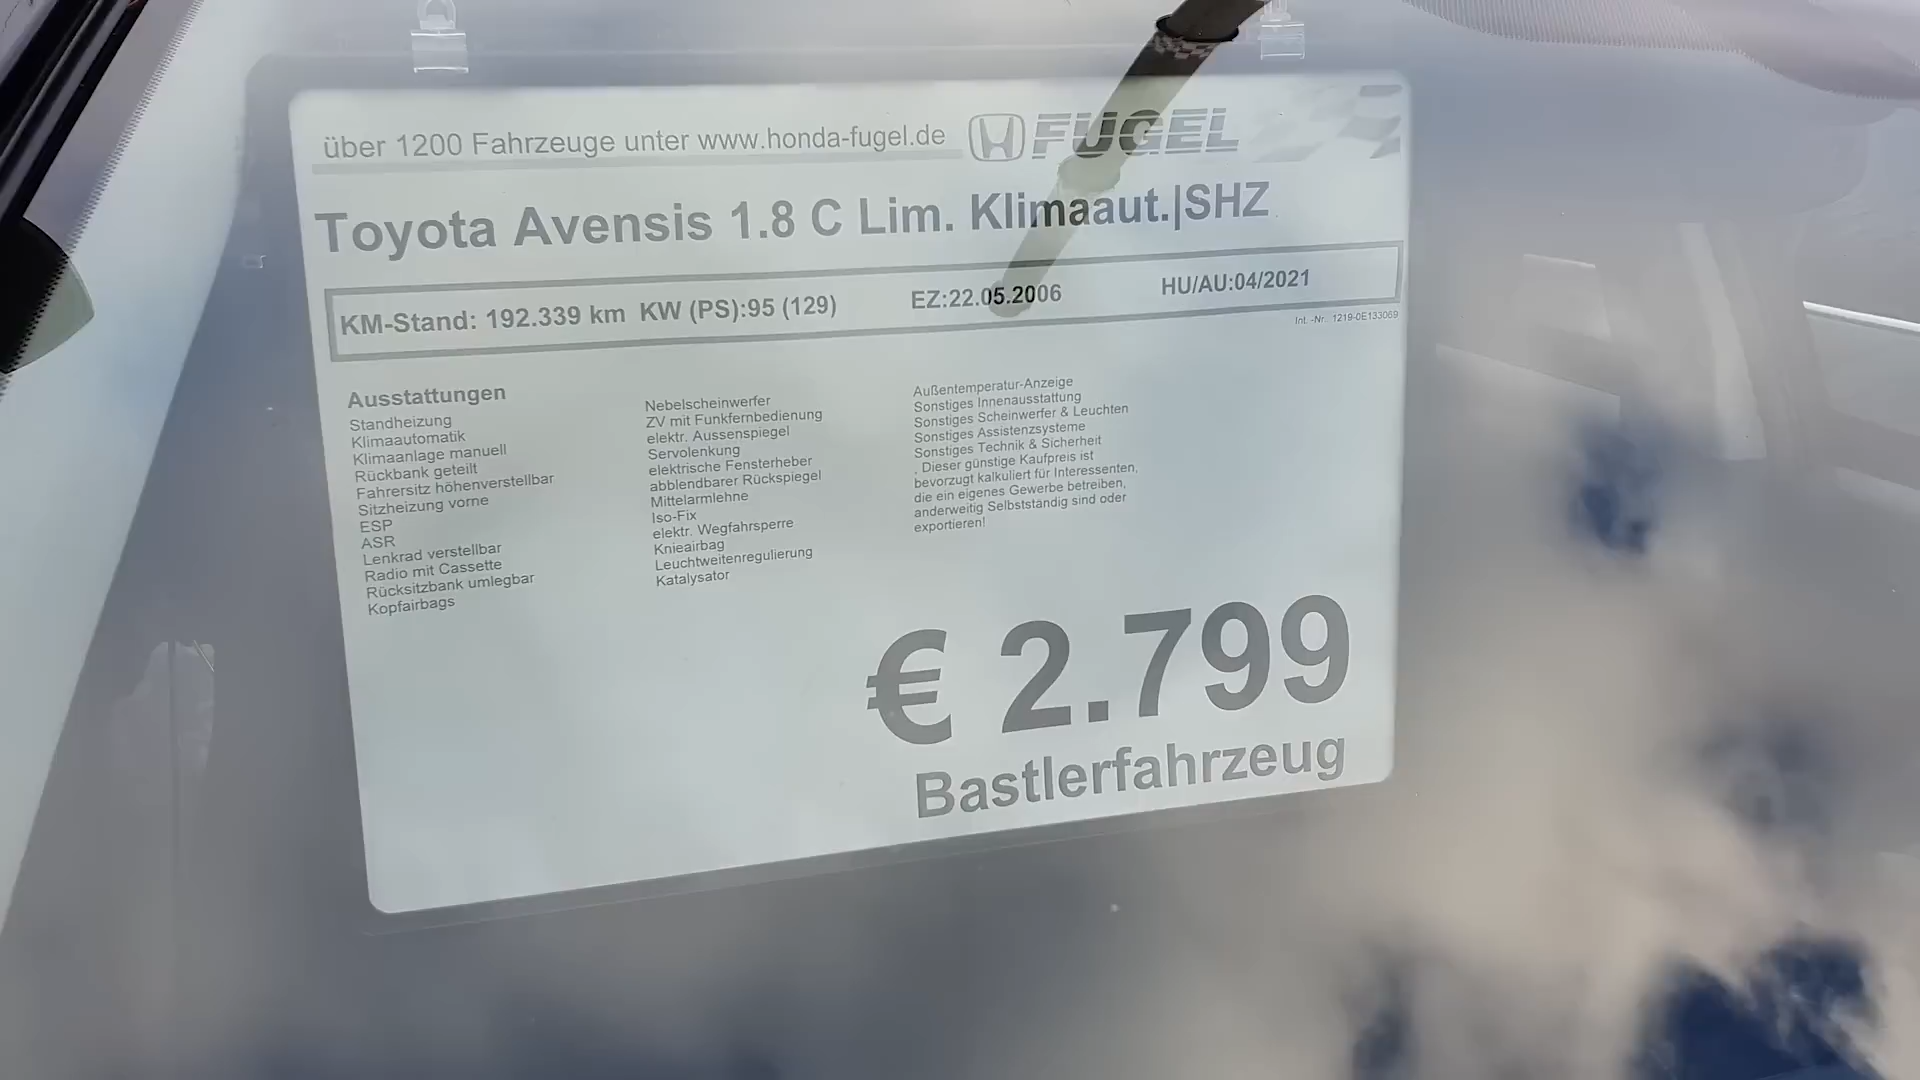 über 1200 Fahrzeuge unter www.honda-fugel.de FUGEL
Toyota Avensis 1.8 C Lim. Klimaaut.|SHZ
KM-Stand: 192.339 km KW (PS):95 (129) EZ:22.05.2006 HU/AU:04/2021
Int. -Nr.: 1219-0E133069
Ausstattungen
Standheizung
Klimaautomatik
Klimaanlage manuell
Rückbank geteilt
Fahrersitz höhenverstellbar
Sitzheizung vorne
ESP
ASR
Lenkrad verstellbar
Radio mit Cassette
Rücksitzbank umlegbar
Kopfairbags
Nebelscheinwerfer
ZV mit Funkfernbedienung
elektr. Aussenspiegel
Servolenkung
elektrische Fensterheber
abblendbarer Rückspiegel
Mittelarmlehne
Iso-Fix
elektr. Wegfahrsperre
Knieairbag
Leuchtweitenregulierung
Katalysator
Außentemperatur-Anzeige
Sonstiges Innenausstattung
Sonstiges Scheinwerfer & Leuchten
Sonstiges Assistenzsysteme
Sonstiges Technik & Sicherheit
. Dieser günstige Kaufpreis ist
bevorzugt kalkuliert für Interessenten,
die ein eigenes Gewerbe betreiben,
anderweitig Selbstständig sind oder
exportieren!
€ 2.799
Bastlerfahrzeug